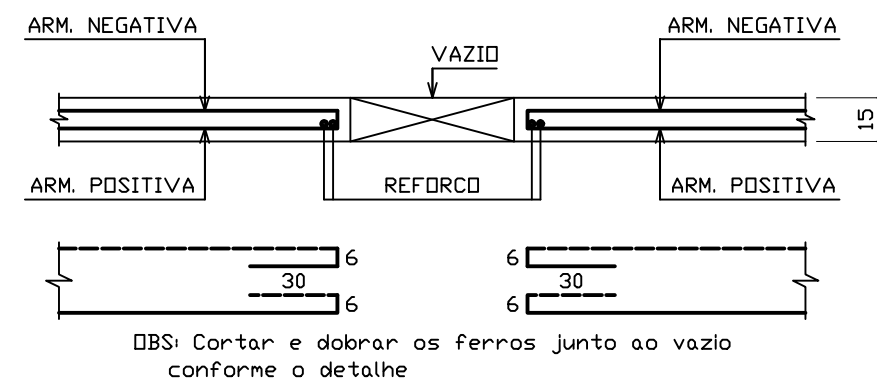 ARM. NEGATIVA
ARM. NEGATIVA
VAZIO
15
ARM. POSITIVA
REFORCO
ARM. POSITIVA
6
6
30
30
6
6
OBS: Cortar e dobrar os ferros junto ao vazio
conforme o detalhe